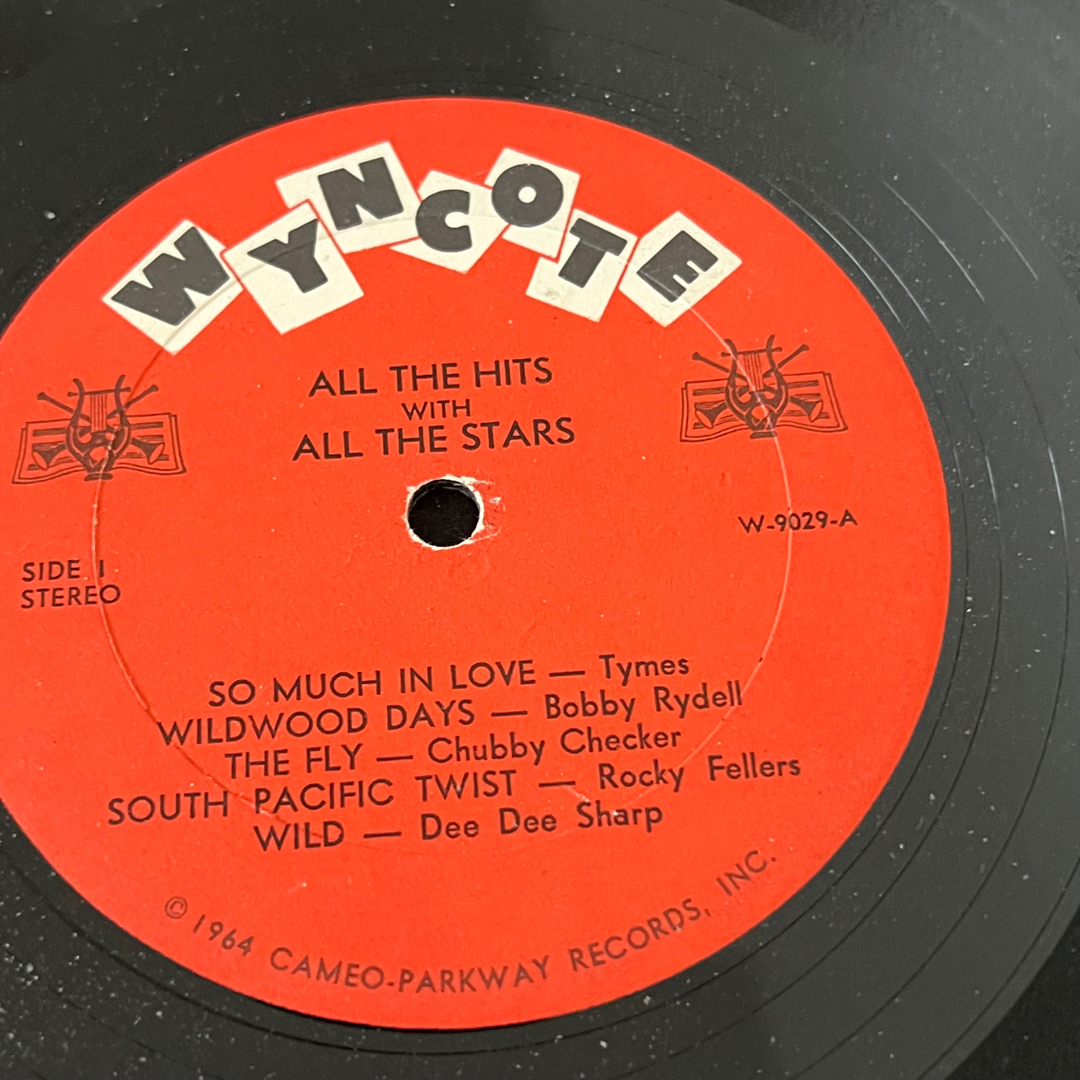 WYNCOTE
ALL THE HITS
WITH
ALL THE STARS
W-9029-A
SIDE 1
STEREO
SO MUCH IN LOVE — Tymes
WILDWOOD DAYS — Bobby Rydell
THE FLY — Chubby Checker
SOUTH PACIFIC TWIST — Rocky Fellers
WILD — Dee Dee Sharp
© 1964 CAMEO-PARKWAY RECORDS, INC.